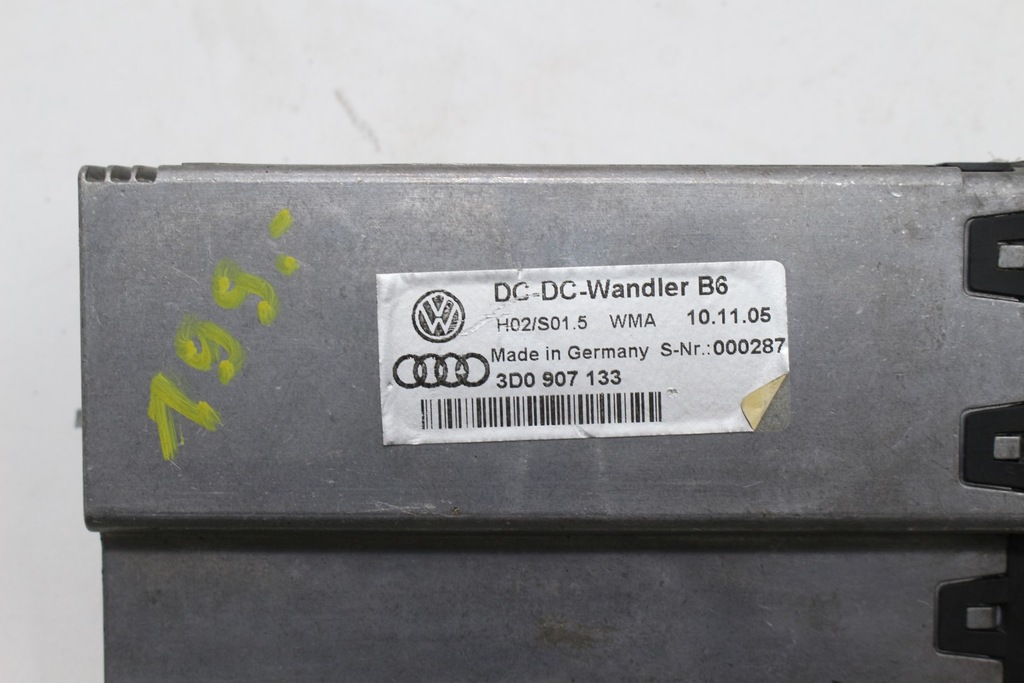 199.-
DC-DC-Wandler B6
H02/S01.5 WMA 10.11.05
Made in Germany S-Nr.:000287
3D0 907 133